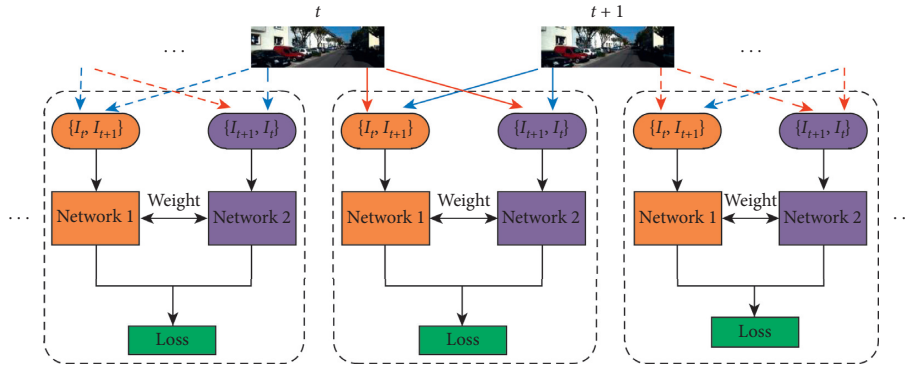 t
t + 1
... ...
{I_t, I_{t+1}} {I_{t+1}, I_t} {I_t, I_{t+1}} {I_{t+1}, I_t} {I_t, I_{t+1}} {I_{t+1}, I_t}
Weight Weight Weight
... Network 1 Network 2 Network 1 Network 2 Network 1 Network 2 ...
Loss Loss Loss